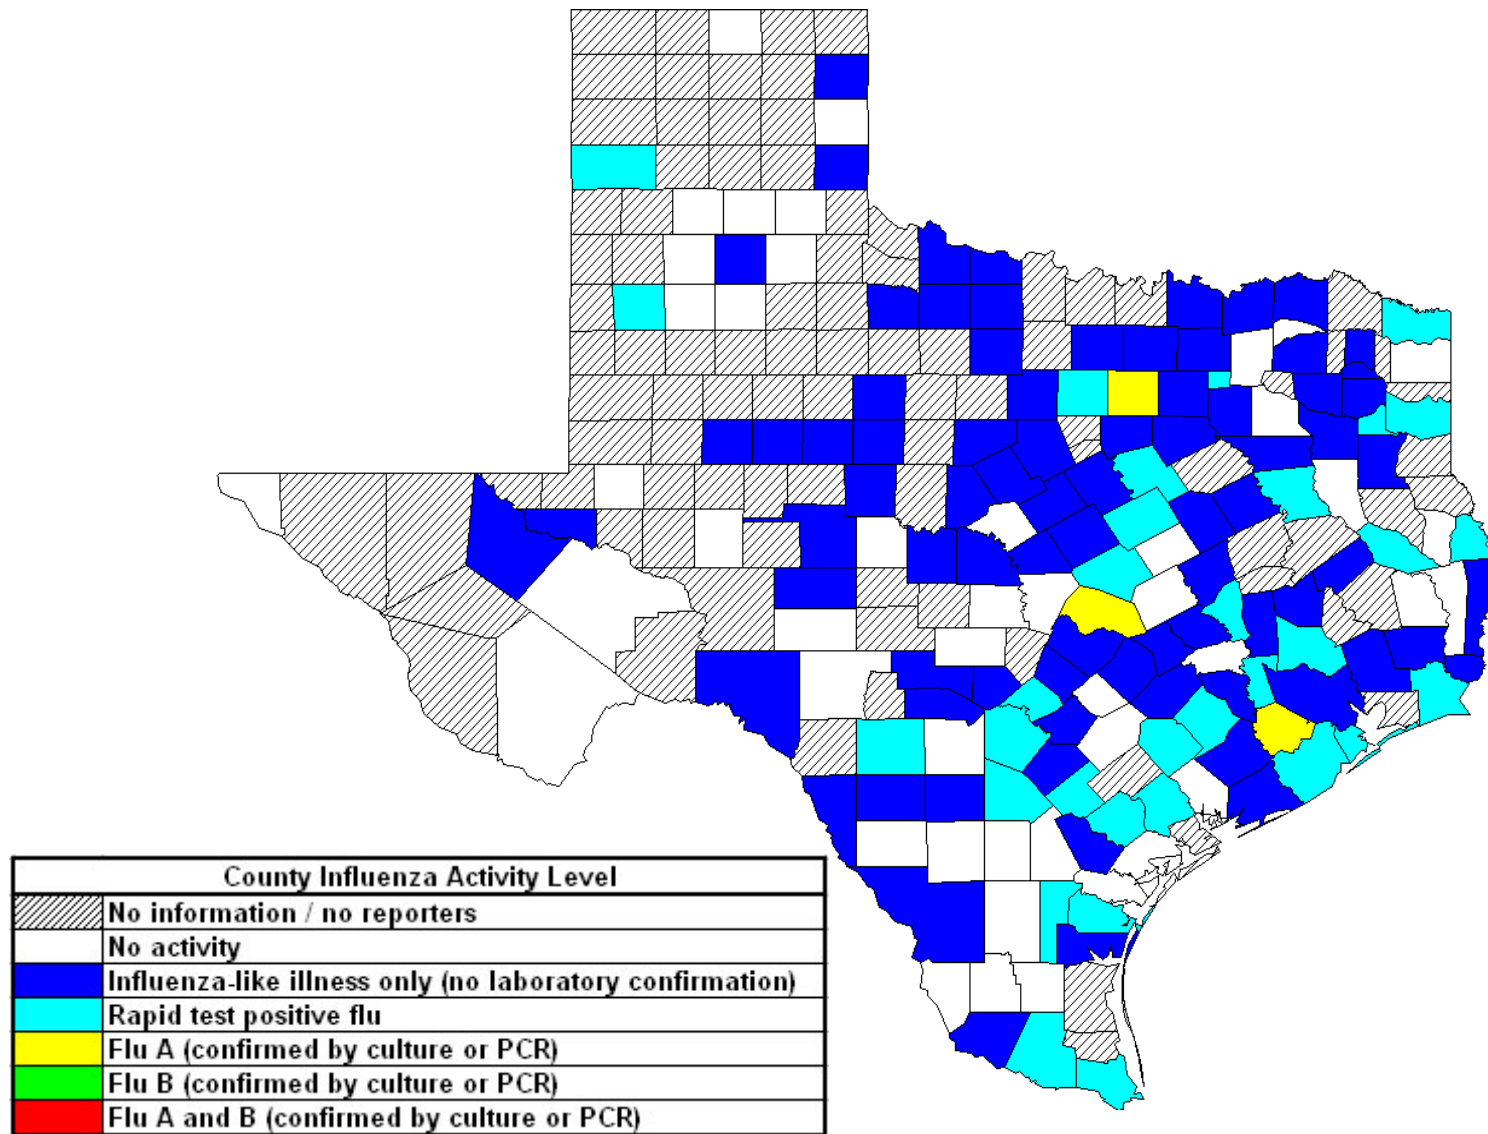 County Influenza Activity Level
No information / no reporters
No activity
Influenza-like illness only (no laboratory confirmation)
Rapid test positive flu
Flu A (confirmed by culture or PCR)
Flu B (confirmed by culture or PCR)
Flu A and B (confirmed by culture or PCR)